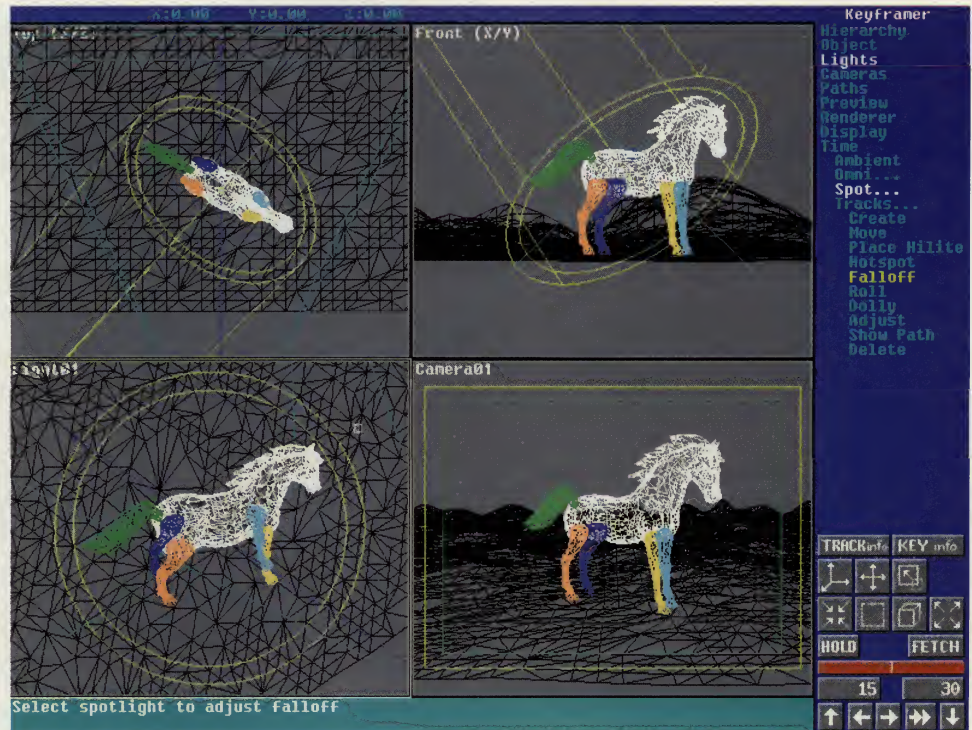 X:0.00 Y:0.00 Z:0.00
Top (X/Z)
Front (X/Y)
Light01
Camera01
Select spotlight to adjust falloff
Keyframer
Hierarchy
Object
Lights
Cameras
Paths
Preview
Renderer
Display
Time
Ambient
Omni...
Spot...
Tracks...
Create
Move
Place Hilite
Hotspot
Falloff
Roll
Dolly
Adjust
Show Path
Delete
TRACKinfo KEY info
HOLD FETCH
15 30